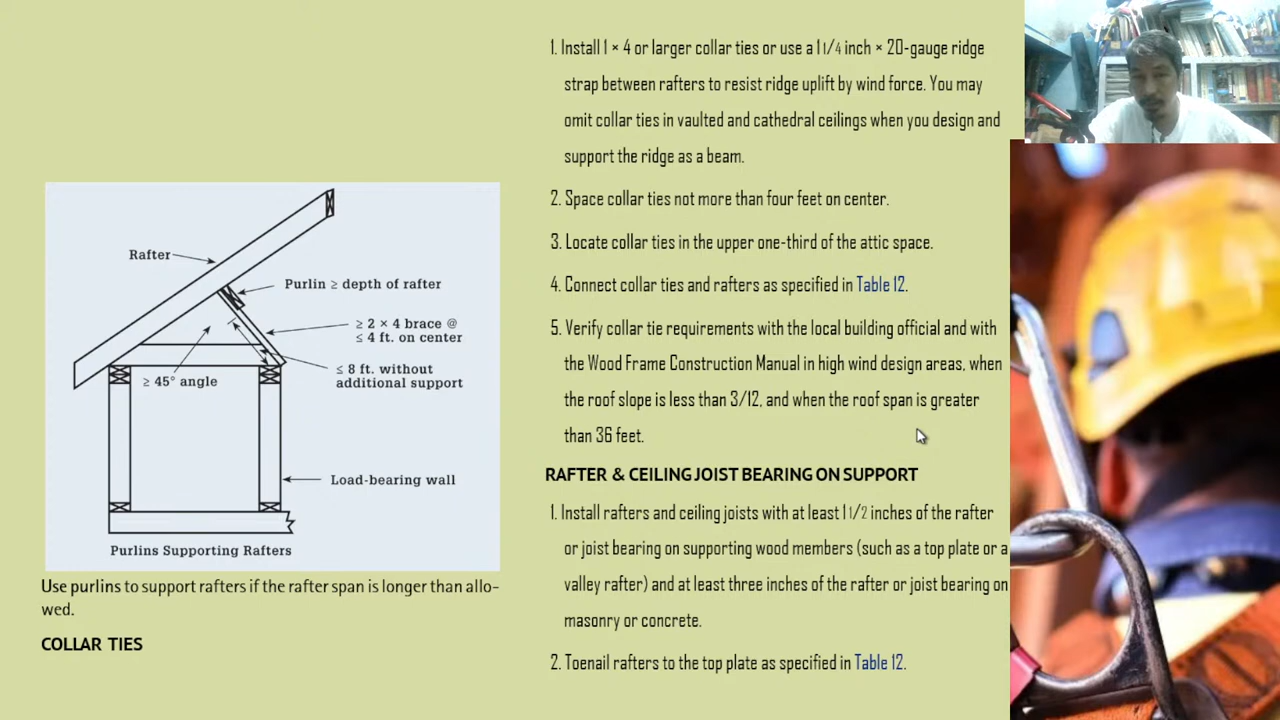 Rafter
Purlin ≥ depth of rafter
≥ 2 × 4 brace @
≤ 4 ft. on center
≤ 8 ft. without
additional support
≥ 45° angle
Load-bearing wall
Purlins Supporting Rafters
Use purlins to support rafters if the rafter span is longer than allo-
wed.
COLLAR TIES
1. Install 1 × 4 or larger collar ties or use a 1 1/4 inch × 20-gauge ridge
strap between rafters to resist ridge uplift by wind force. You may
omit collar ties in vaulted and cathedral ceilings when you design and
support the ridge as a beam.
2. Space collar ties not more than four feet on center.
3. Locate collar ties in the upper one-third of the attic space.
4. Connect collar ties and rafters as specified in Table 12.
5. Verify collar tie requirements with the local building official and with
the Wood Frame Construction Manual in high wind design areas, when
the roof slope is less than 3/12, and when the roof span is greater
than 36 feet.
RAFTER & CEILING JOIST BEARING ON SUPPORT
1. Install rafters and ceiling joists with at least 1 1/2 inches of the rafter
or joist bearing on supporting wood members (such as a top plate or a
valley rafter) and at least three inches of the rafter or joist bearing on
masonry or concrete.
2. Toenail rafters to the top plate as specified in Table 12.